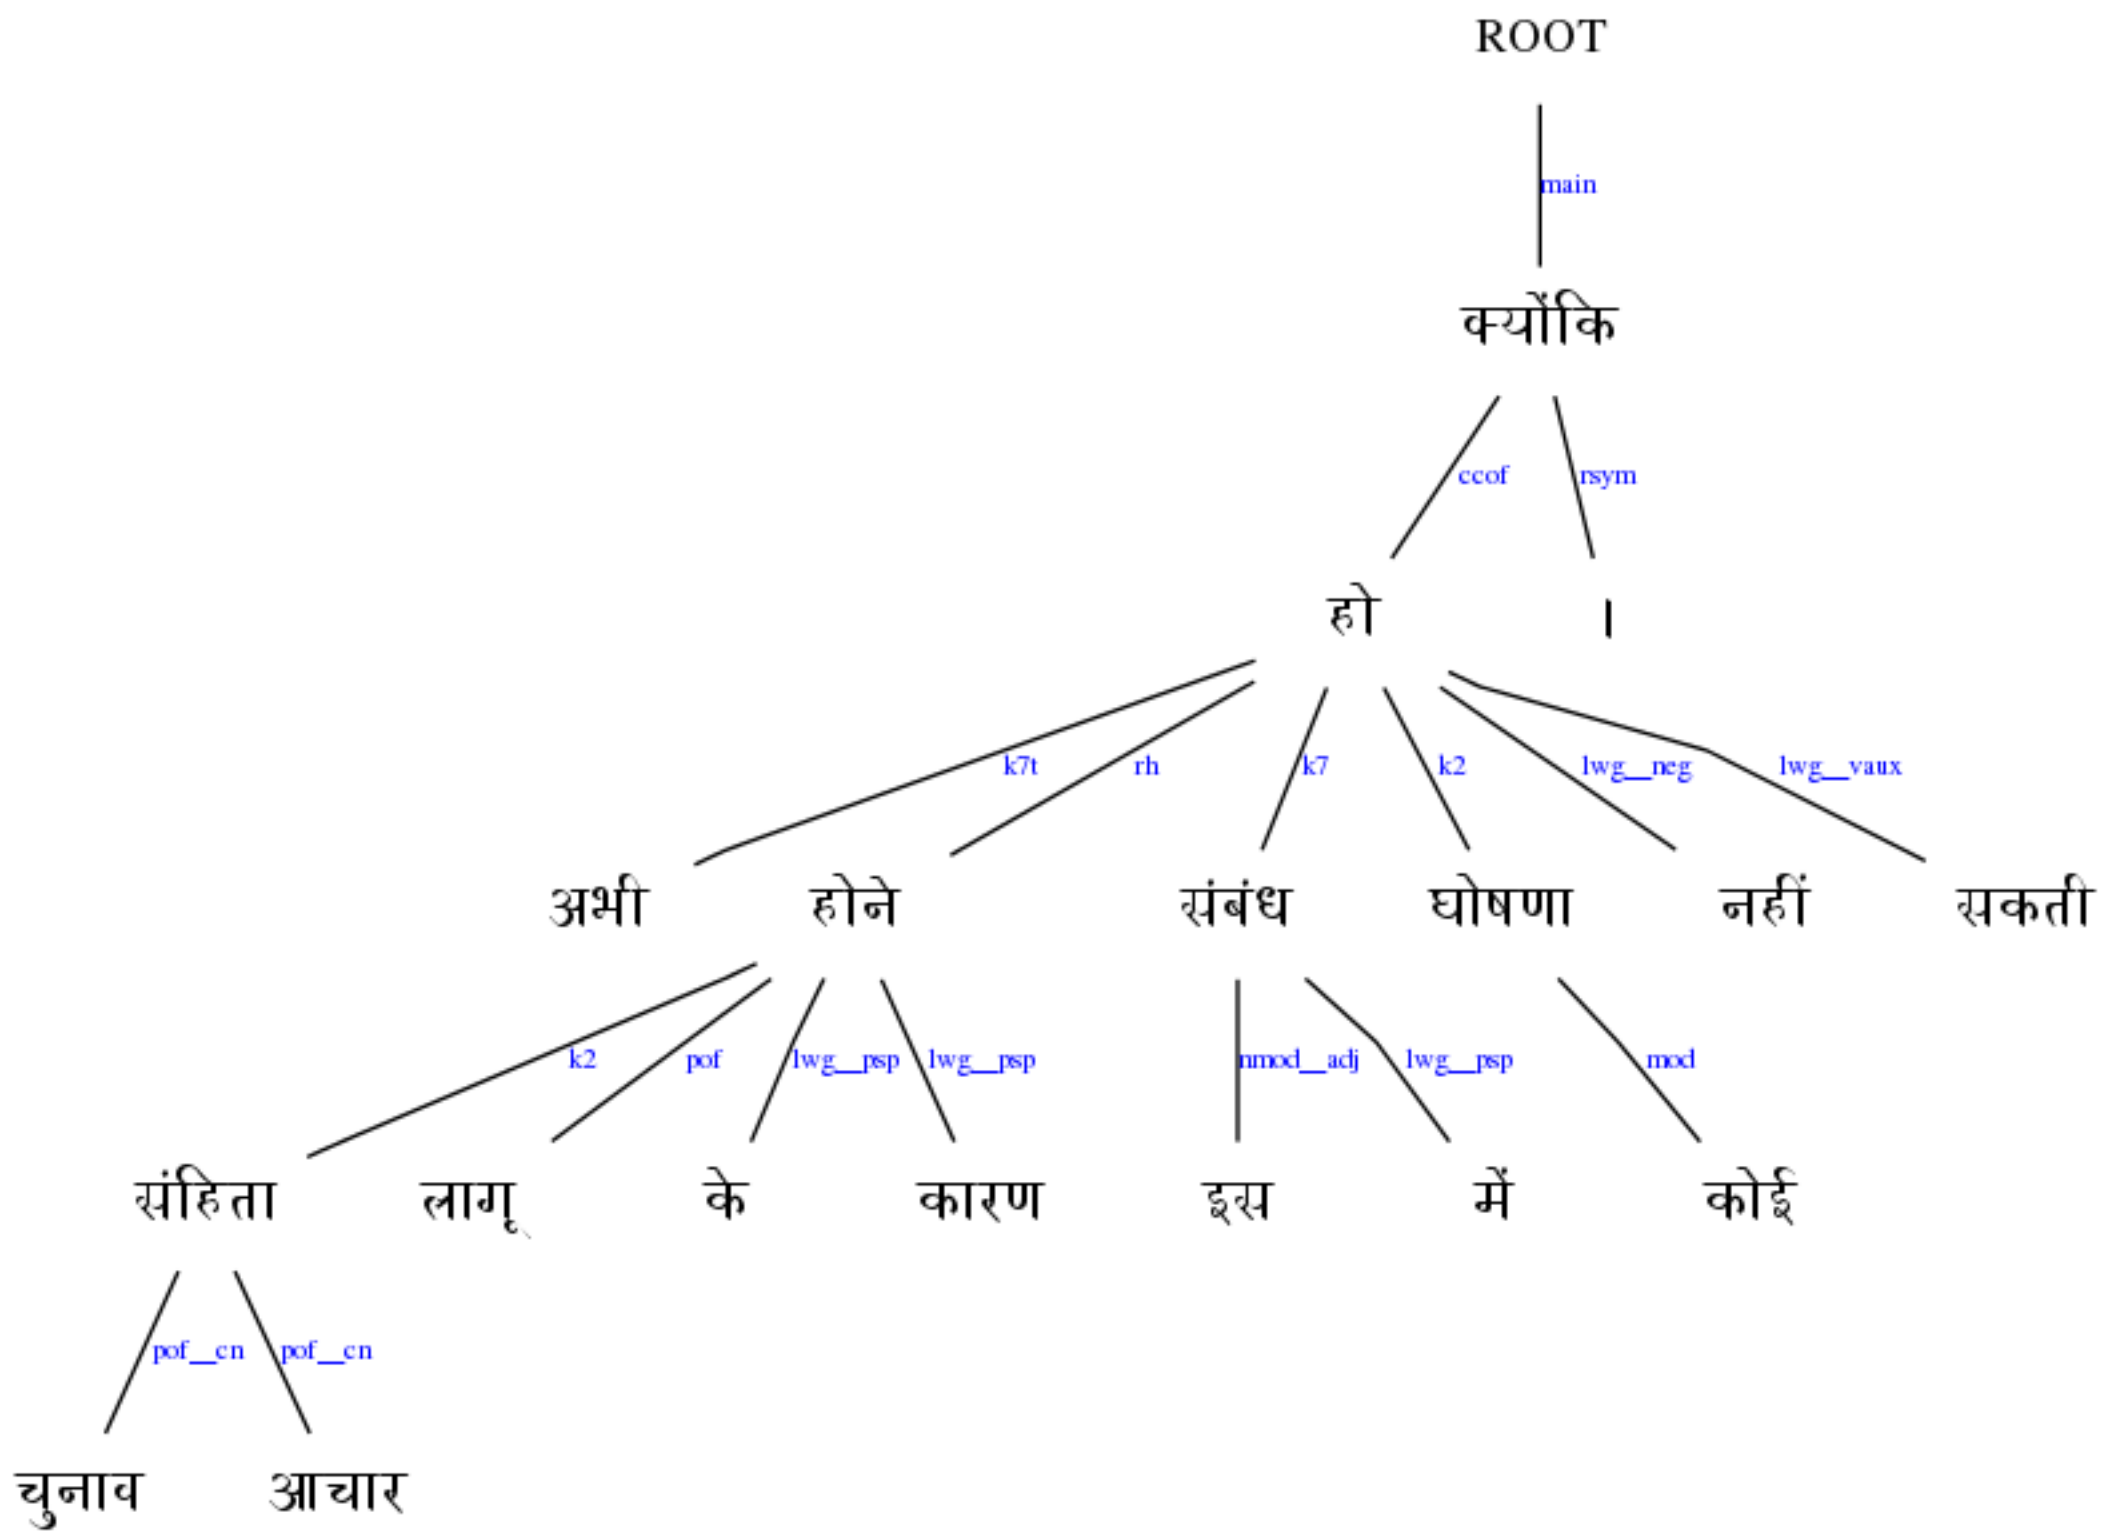 ROOT
main
क्योंकि
ccof rsym
हो ।
k7t rh k7 k2 lwg__neg lwg__vaux
अभी होने संबंध घोषणा नहीं सकती
k2 pof lwg__psp lwg__psp nmod__adj lwg__psp mod
संहिता लागू के कारण इस में कोई
pof__cn pof__cn
चुनाव आचार